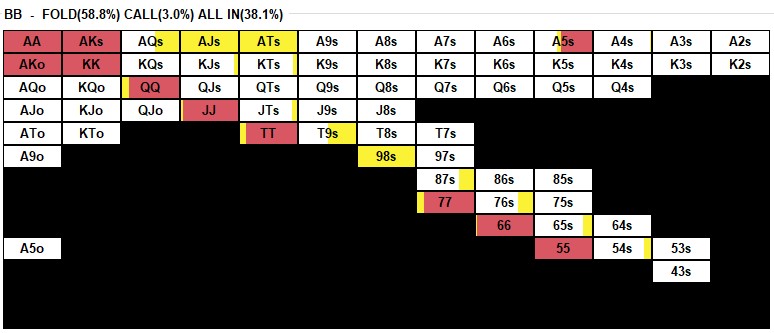 BB - FOLD(58.8%) CALL(3.0%) ALL IN(38.1%)
AA AKs AQs AJs ATs A9s A8s A7s A6s A5s A4s A3s A2s
AKo KK KQs KJs KTs K9s K8s K7s K6s K5s K4s K3s K2s
AQo KQo QQ QJs QTs Q9s Q8s Q7s Q6s Q5s Q4s
AJo KJo QJo JJ JTs J9s J8s
ATo KTo TT T9s T8s T7s
A9o 98s 97s
87s 86s 85s
77 76s 75s
66 65s 64s
A5o 55 54s 53s
43s